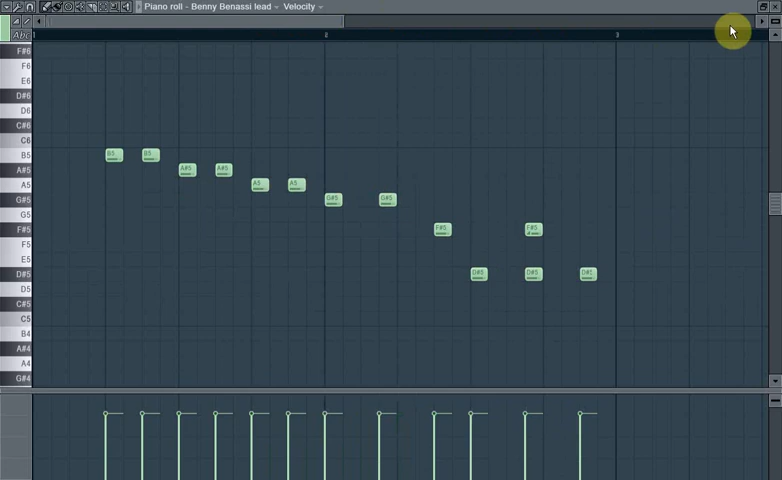 Piano roll - Benny Benassi lead - Velocity
Abc 1 2 3
F#6
F6
E6
D#6
D6
C#6
C6
B5 B5 B5
A#5 A#5 A#5
A5 A5 A5
G#5 G#5 G#5
G5
F#5 F#5 F#5
F5
E5
D#5 D#5 D#5 D#5
D5
C#5
C5
B4
A#4
A4
G#4